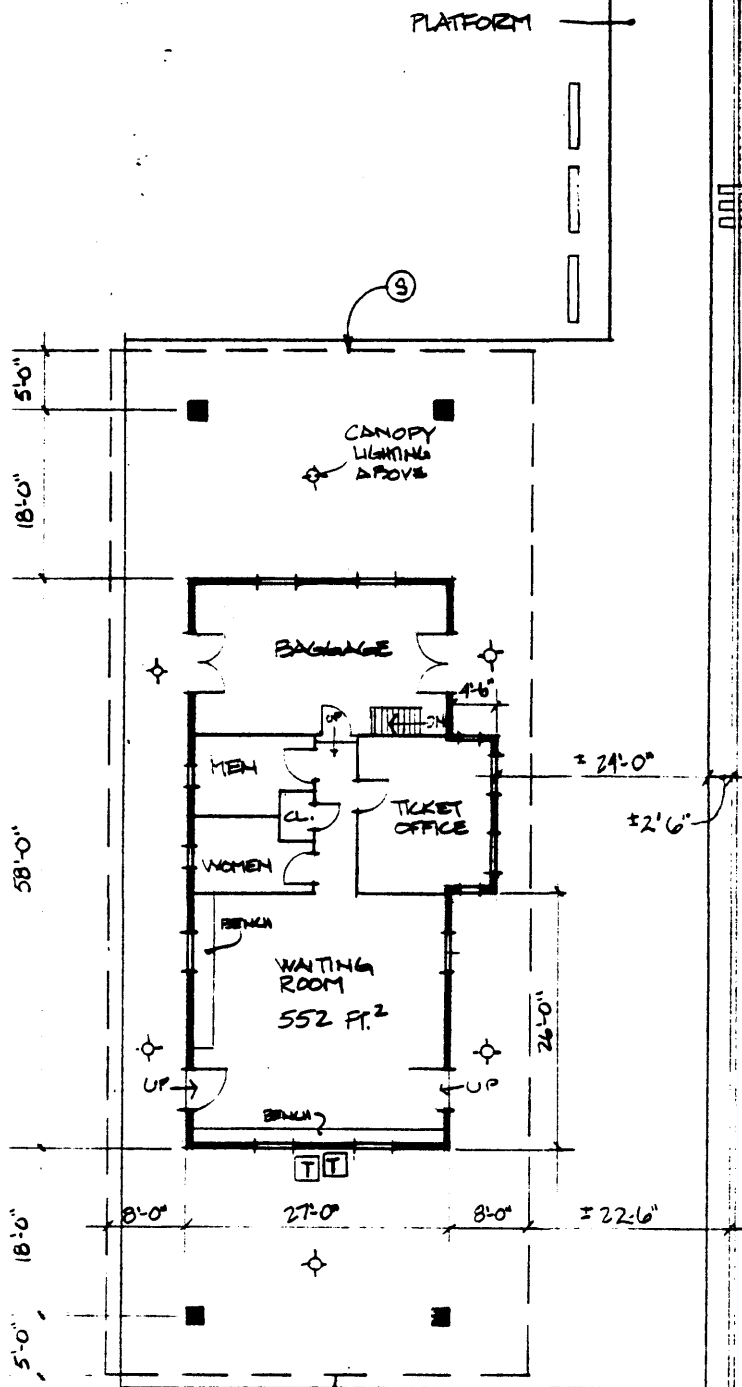 PLATFORM
9
5'-0"
CANOPY
LIGHTING
ABOVE
18'-0"
BAGGAGE
4'-6"
UP
DN
MEN
± 24'-0"
CL.
TICKET
OFFICE
±2'6"
58'-0"
WOMEN
BENCH
WAITING
ROOM
552 FT.²
26'-0"
UP
UP
BENCH
T T
8'-0"
27'-0"
8'-0"
± 22'-6"
18'-0"
5'-0"